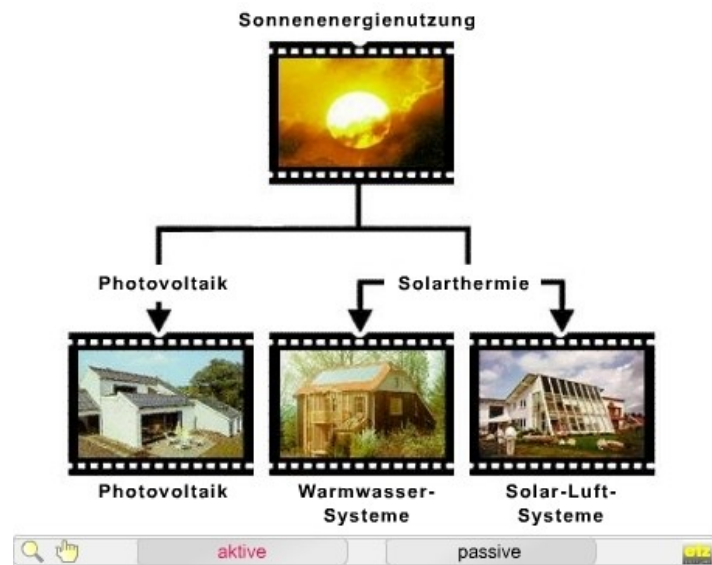 Sonnenenergienutzung
Photovoltaik
Solarthermie
Photovoltaik
Warmwasser-
Systeme
Solar-Luft-
Systeme
aktive
passive